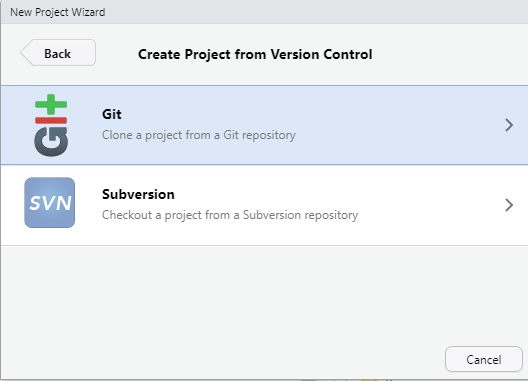 New Project Wizard
Back
Create Project from Version Control
Git
Git
Clone a project from a Git repository
SVN
Subversion
Checkout a project from a Subversion repository
Cancel